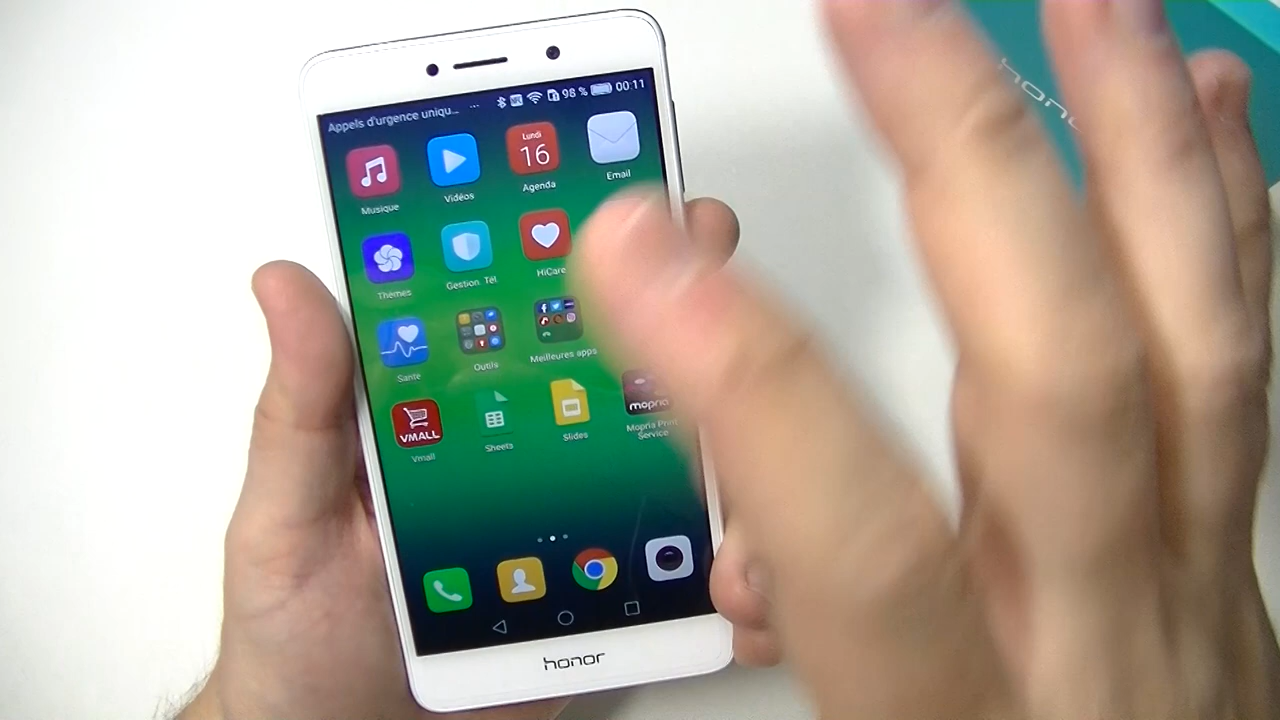 honor
Appels d'urgence uniqu... ... 98 % 00:11
Lundi
16
Musique Vidéos Agenda Email
Thèmes Gestion Tél. HiCare
Santé Outils Meilleures apps
VMALL
mopria
Vmall Sheets Slides Mopria Print
Service
honor